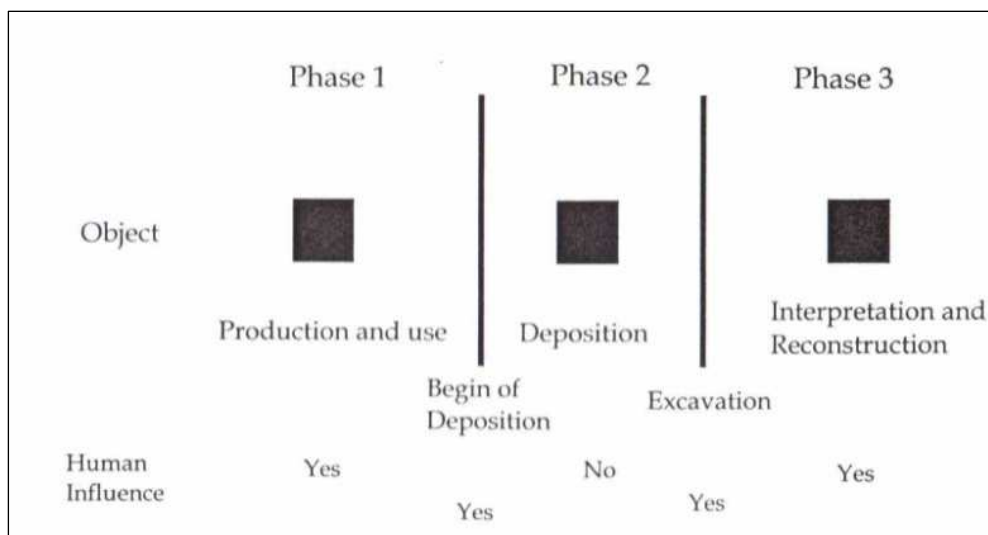 Phase 1 Phase 2 Phase 3
Object
Production and use Deposition Interpretation and
Reconstruction
Begin of
Deposition Excavation
Human
Influence Yes No Yes
Yes Yes